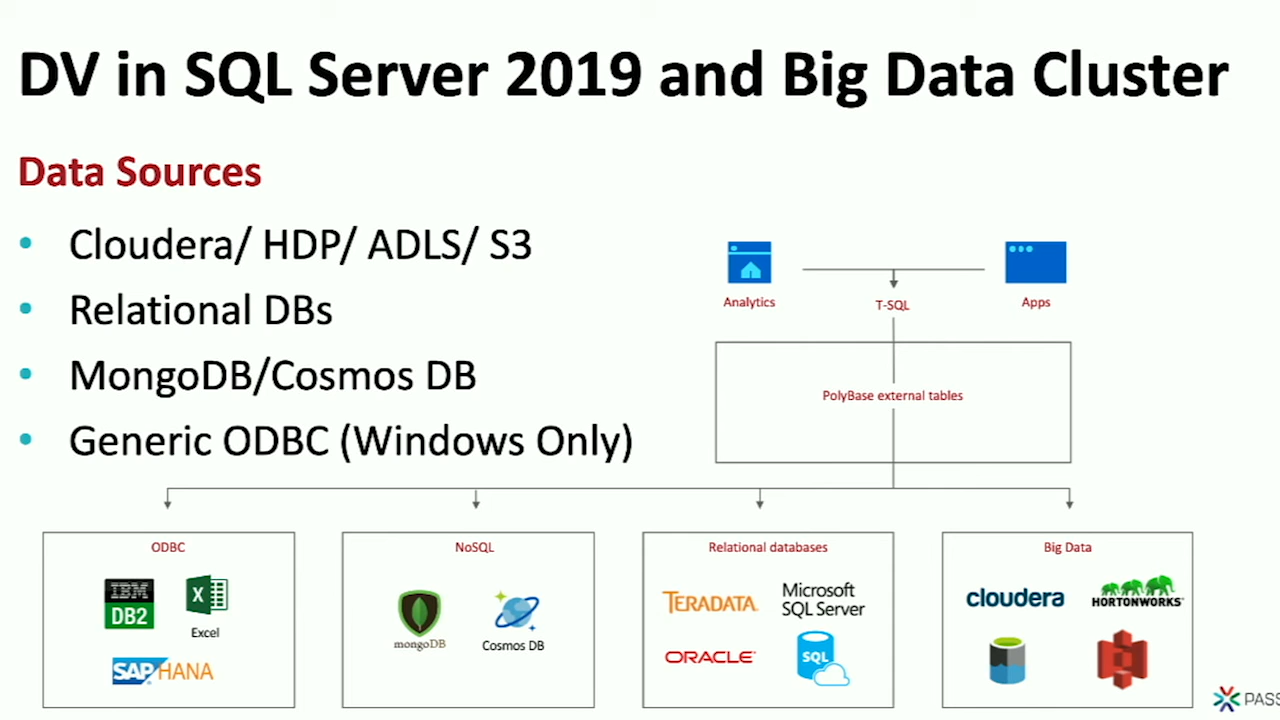 DV in SQL Server 2019 and Big Data Cluster
Data Sources
• Cloudera/ HDP/ ADLS/ S3
• Relational DBs
• MongoDB/Cosmos DB
• Generic ODBC (Windows Only)
Analytics
T-SQL
Apps
PolyBase external tables
ODBC
IBM
DB2
Excel
SAP HANA
NoSQL
mongoDB
Cosmos DB
Relational databases
TERADATA
Microsoft
SQL Server
ORACLE
SQL
Big Data
cloudera
HORTONWORKS
PASS